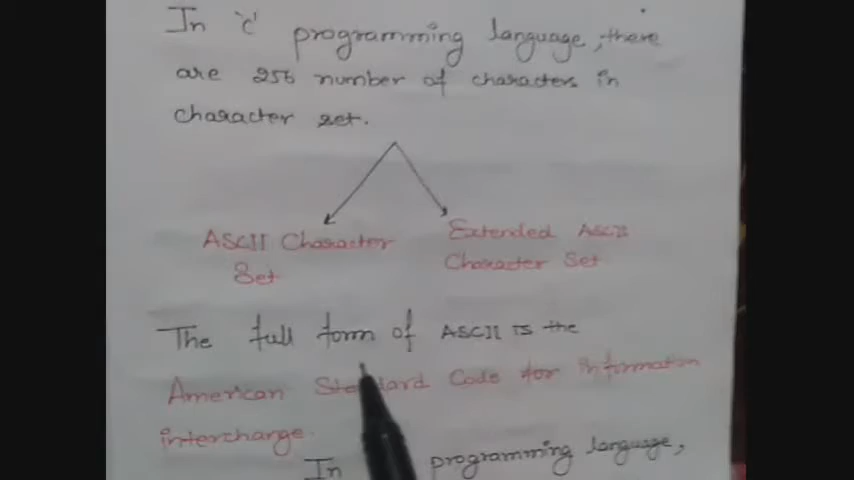 In 'c' programming language, there
are 256 number of characters in
character set.
ASCII Character
Set
Extended ASCII
Character Set
The full form of ASCII is the
American Standard Code for Information
interchange.
In programming language,